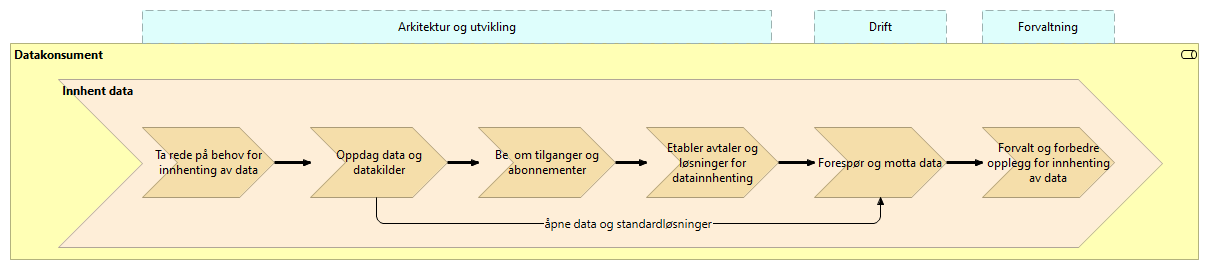 Arkitektur og utvikling
Drift
Forvaltning
Datakonsument
Innhent data
Ta rede på behov for
innhenting av data
Oppdag data og
datakilder
Be om tilganger og
abonnementer
Etabler avtaler og
løsninger for
datainnhenting
Forespør og motta data
Forvalt og forbedre
opplegg for innhenting
av data
åpne data og standardløsninger